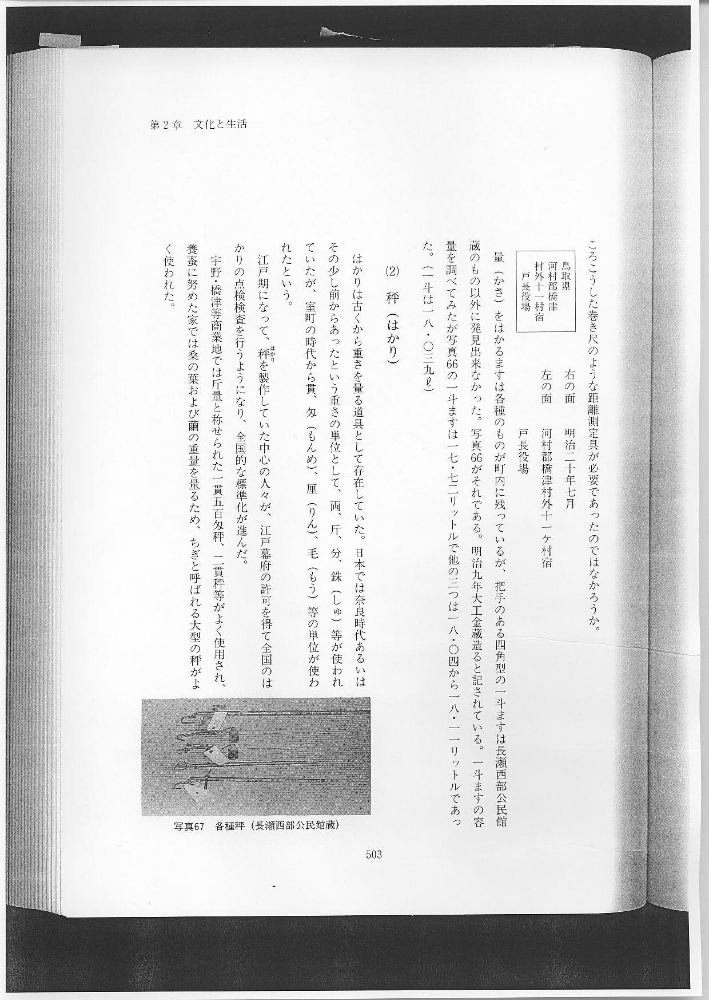 第2章　文化と生活
ころこうした巻き尺のような距離測定具が必要であったのではなかろうか。
鳥取県
河村郡橋津
村外十一村宿
戸長役場
右の面　明治二十年七月
左の面　河村郡橋津村外十一ケ村宿
戸長役場
量（かさ）をはかるますは各種のものが町内に残っているが、把手のある四角型の一斗ますは長瀬西部公民館
蔵のもの以外に発見出来なかった。写真66がそれである。明治九年大工金蔵造ると記されている。一斗ますの容
量を調べてみたが写真66の一斗ますは一七・七二リットルで他の三つは一八・〇四から一八・一一リットルであっ
た。（一斗は一八・〇三九ℓ）
(2)　秤（はかり）
はかりは古くから重さを量る道具として存在していた。日本では奈良時代あるいは
その少し前からあったという重さの単位として、両、斤、分、銖（しゅ）等が使われ
ていたが、室町の時代から貫、匁（もんめ）、厘（りん）、毛（もう）等の単位が使わ
れたという。
江戸期になって、秤はかりを製作していた中心の人々が、江戸幕府の許可を得て全国のは
かりの点検検査を行うようになり、全国的な標準化が進んだ。
宇野・橋津等商業地では斤量と称せられた一貫五百匁秤、二貫秤等がよく使用され、
養蚕に努めた家では桑の葉および繭の重量を量るため、ちぎと呼ばれる大型の秤がよ
く使われた。
写真67　各種秤（長瀬西部公民館蔵）
503